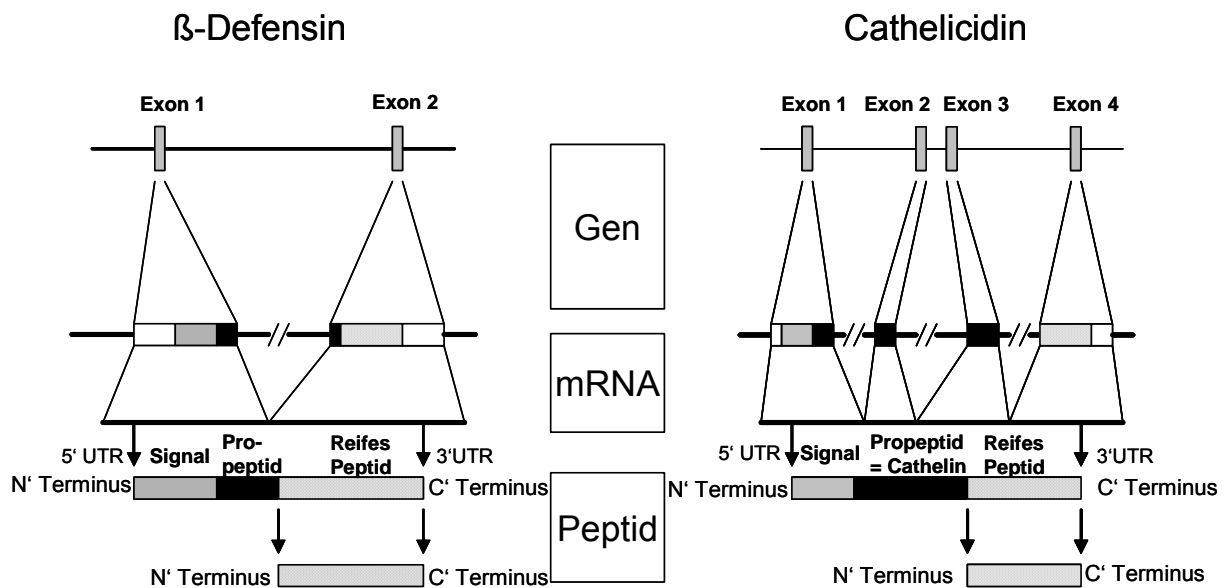 ß-Defensin
Exon 1
Exon 2
5‘ UTR
Signal
Pro-
peptid
Reifes
Peptid
3‘UTR
N‘ Terminus
C‘ Terminus
N‘ Terminus
C‘ Terminus
Gen
mRNA
Peptid
Cathelicidin
Exon 1
Exon 2
Exon 3
Exon 4
5‘ UTR
Signal
Propeptid
= Cathelin
Reifes
Peptid
3‘UTR
N‘ Terminus
C‘ Terminus
N‘ Terminus
C‘ Terminus